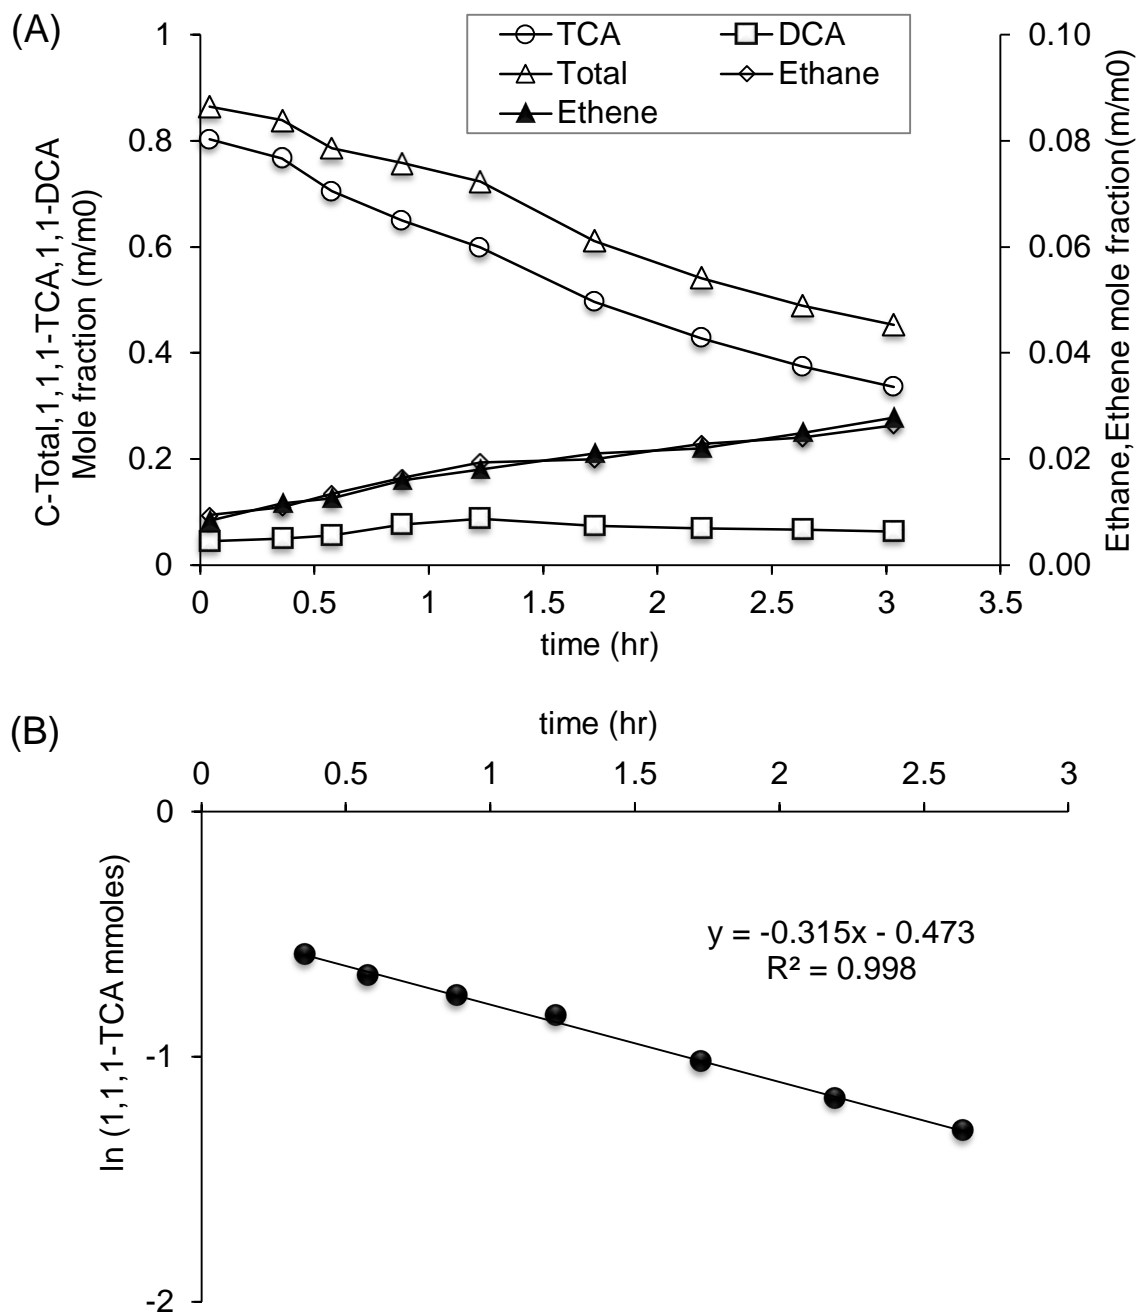 (A)
TCA
DCA
Total
Ethane
Ethene
C-Total,1,1,1-TCA,1,1-DCA
Mole fraction (m/m0)
1
0.8
0.6
0.4
0.2
0
0.10
0.08
0.06
0.04
0.02
0.00
Ethane,Ethene mole fraction(m/m0)
0 0.5 1 1.5 2 2.5 3 3.5
time (hr)
(B)
time (hr)
0 0.5 1 1.5 2 2.5 3
0
-1
-2
ln (1,1,1-TCA mmoles)
y = -0.315x - 0.473
R² = 0.998